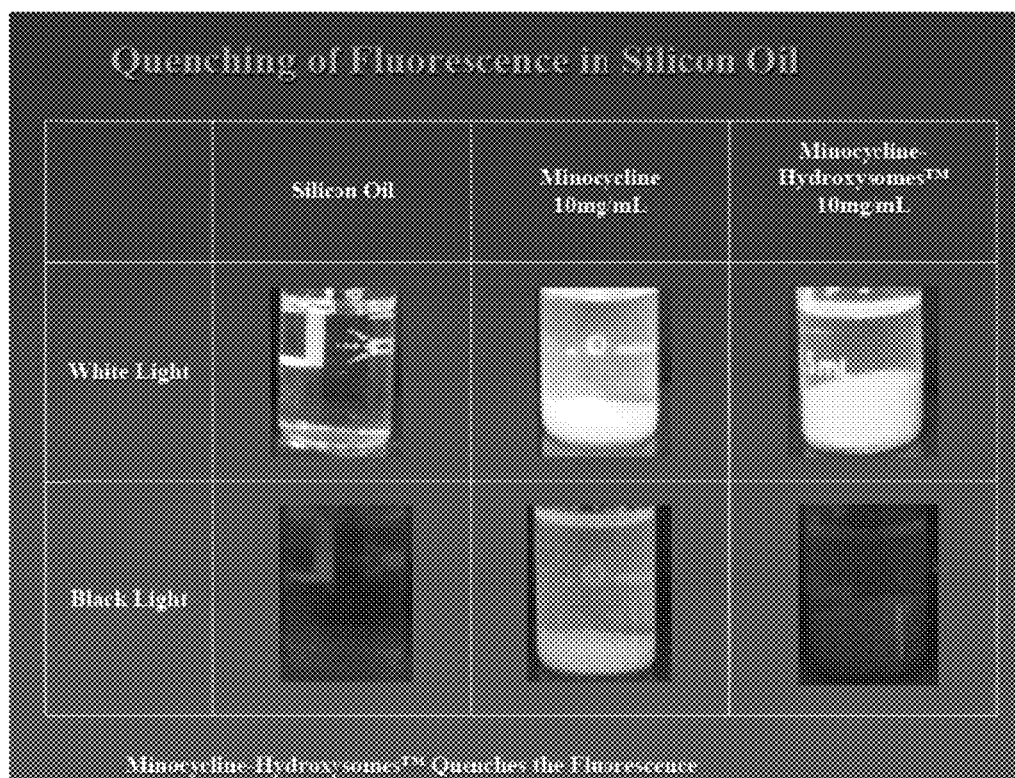 Quenching of Fluorescence in Silicon Oil
Silicon Oil
Minocycline
10mg/mL
Minocycline-
Hydroxysomes™
10mg/mL
White Light
Black Light
Minocycline-Hydroxysomes™ Quenches the Fluorescence